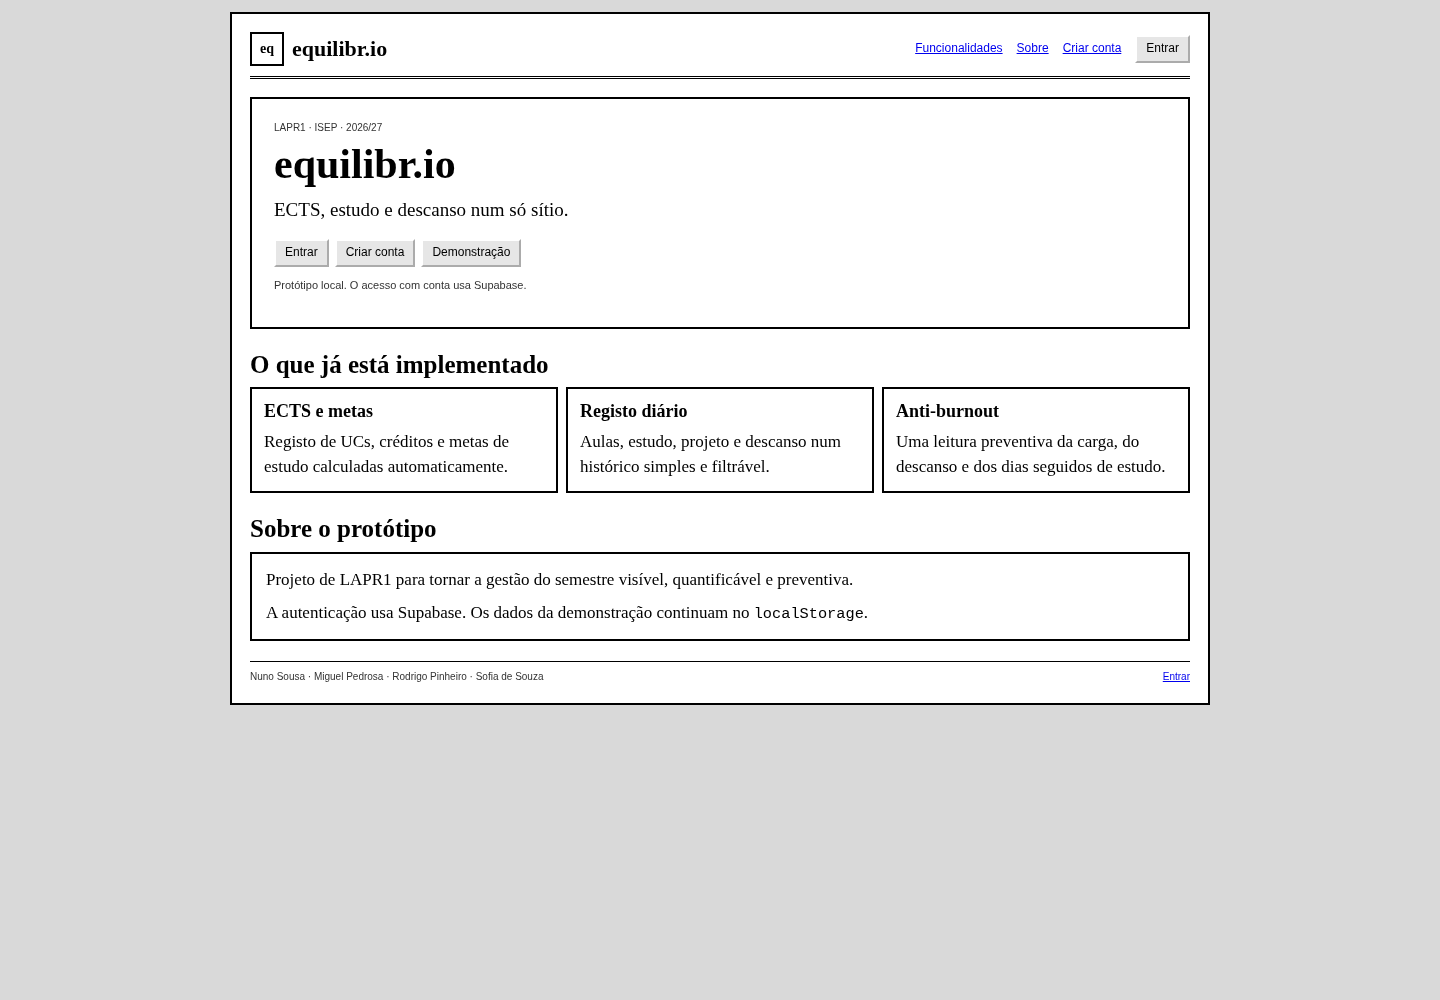 eq equilibr.io
Funcionalidades Sobre Criar conta Entrar
LAPR1 · ISEP · 2026/27
equilibr.io
ECTS, estudo e descanso num só sítio.
Entrar Criar conta Demonstração
Protótipo local. O acesso com conta usa Supabase.
O que já está implementado
ECTS e metas
Registo de UCs, créditos e metas de
estudo calculadas automaticamente.
Registo diário
Aulas, estudo, projeto e descanso num
histórico simples e filtrável.
Anti-burnout
Uma leitura preventiva da carga, do
descanso e dos dias seguidos de estudo.
Sobre o protótipo
Projeto de LAPR1 para tornar a gestão do semestre visível, quantificável e preventiva.
A autenticação usa Supabase. Os dados da demonstração continuam no localStorage.
Nuno Sousa · Miguel Pedrosa · Rodrigo Pinheiro · Sofia de Souza
Entrar